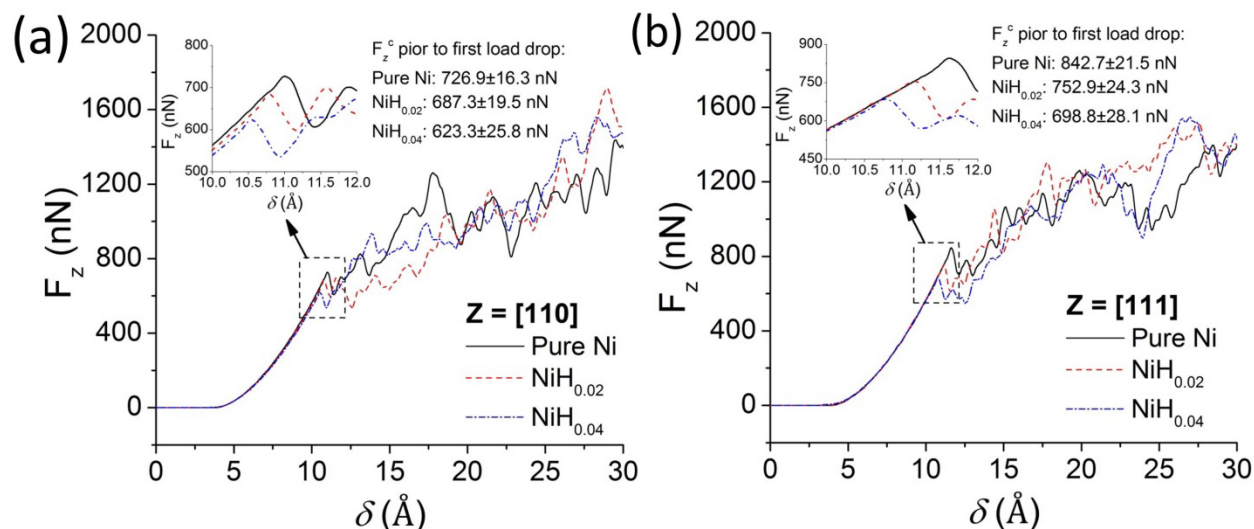 (a)
2000
1600
1200
800
400
0
0 5 10 15 20 25 30
F_z (nN)
δ (Å)
800
700
600
500
10.0 10.5 11.0 11.5 12.0
F_z (nN)
δ (Å)
F_z^c pior to first load drop:
Pure Ni: 726.9±16.3 nN
NiH_0.02: 687.3±19.5 nN
NiH_0.04: 623.3±25.8 nN
Z = [110]
Pure Ni
NiH_0.02
NiH_0.04
(b)
2000
1600
1200
800
400
0
0 5 10 15 20 25 30
F_z (nN)
δ (Å)
900
750
600
450
10.0 10.5 11.0 11.5 12.0
F_z (nN)
δ (Å)
F_z^c pior to first load drop:
Pure Ni: 842.7±21.5 nN
NiH_0.02: 752.9±24.3 nN
NiH_0.04: 698.8±28.1 nN
Z = [111]
Pure Ni
NiH_0.02
NiH_0.04